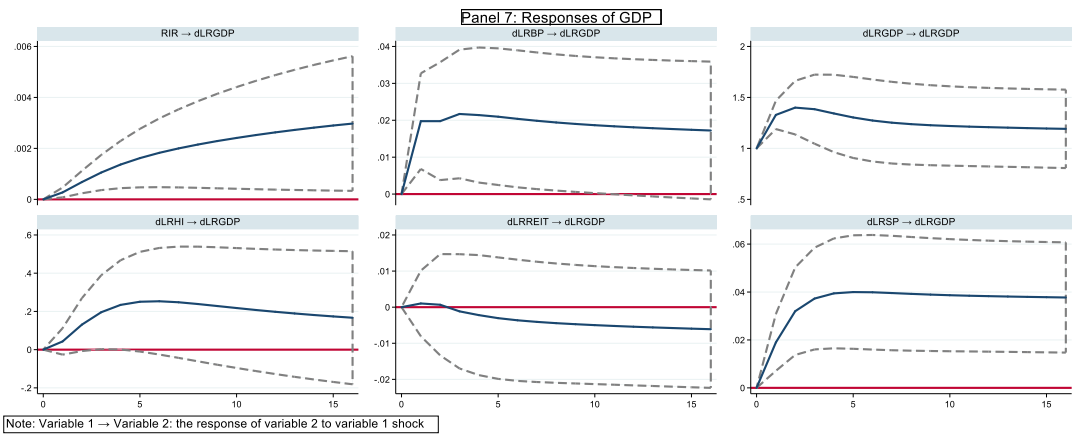 Panel 7: Responses of GDP
RIR → dLRGDP
dLRBP → dLRGDP
dLRGDP → dLRGDP
.006
.004
.002
0
.04
.03
.02
.01
0
2
1.5
1
.5
dLRHI → dLRGDP
dLRREIT → dLRGDP
dLRSP → dLRGDP
.6
.4
.2
0
-.2
0 5 10 15
.02
.01
0
-.01
-.02
0 5 10 15
.06
.04
.02
0
0 5 10 15
Note: Variable 1 → Variable 2: the response of variable 2 to variable 1 shock